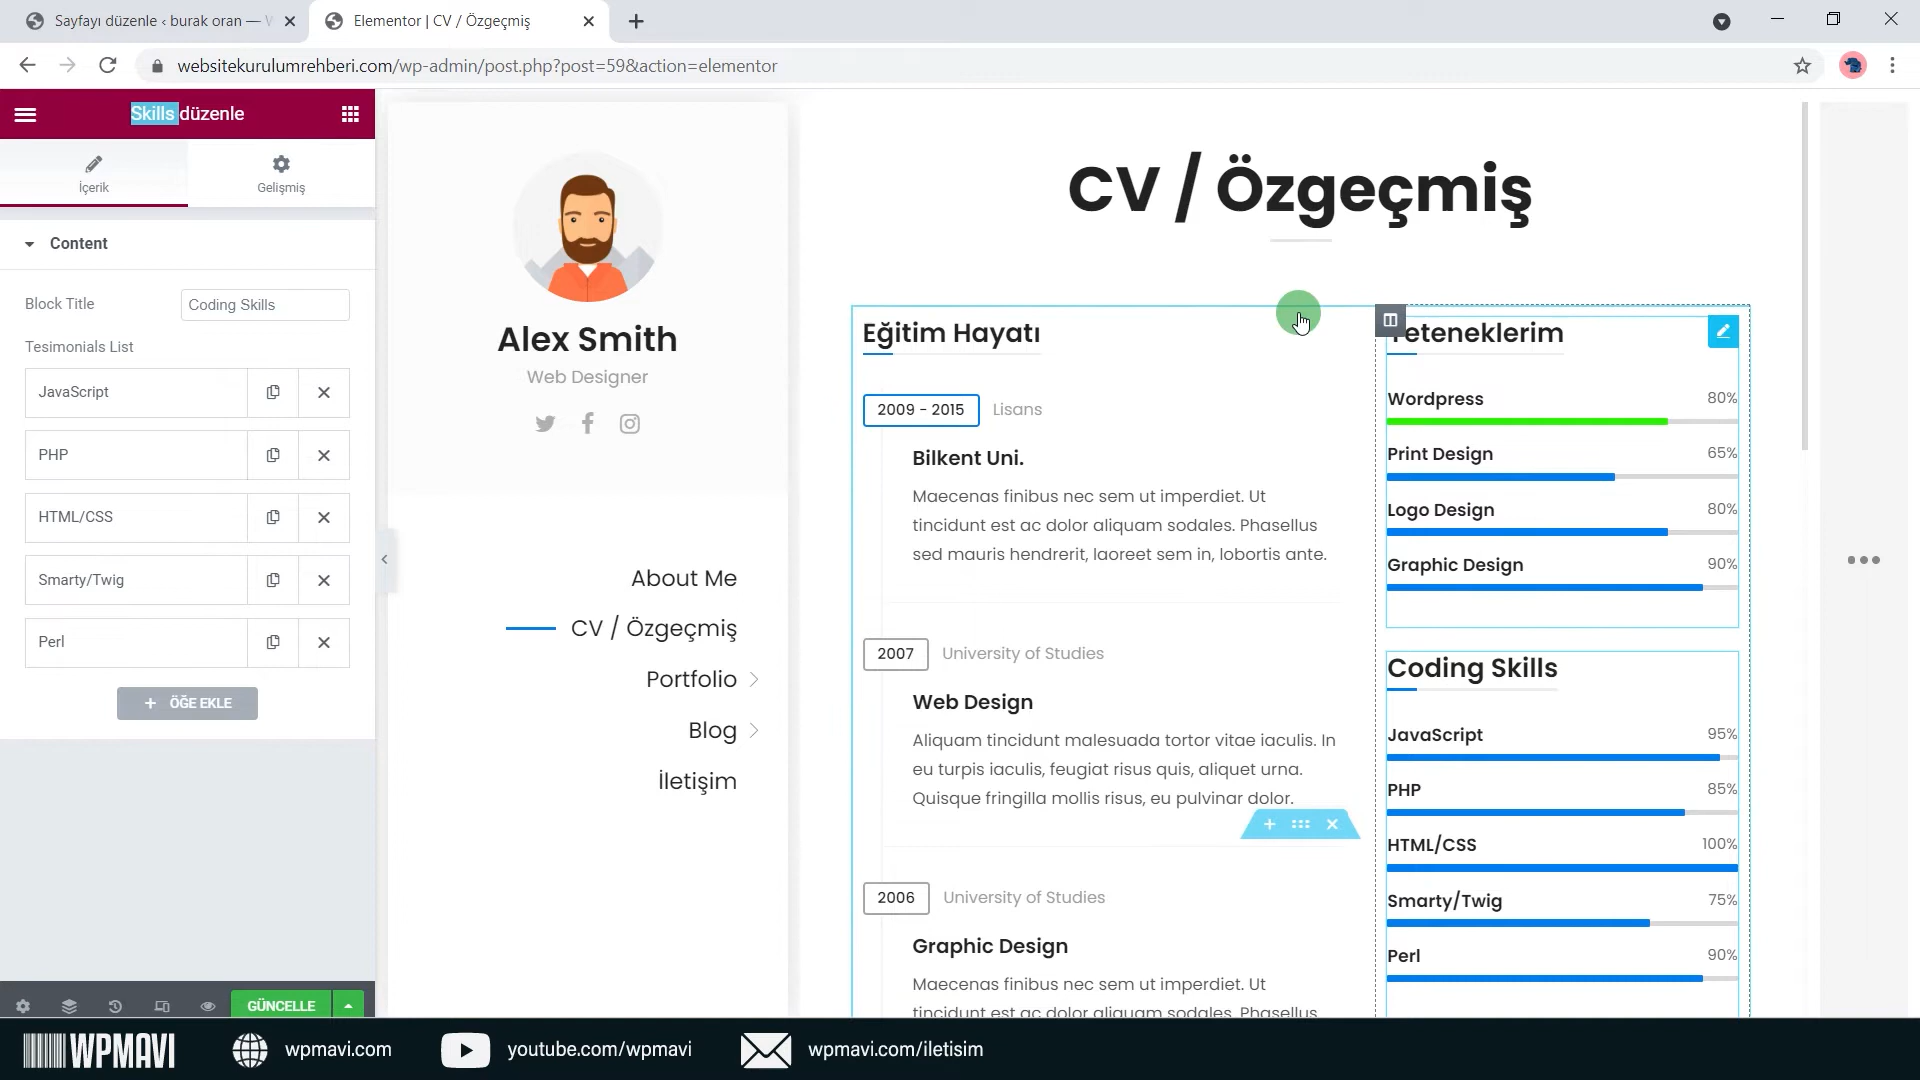 Sayfayı düzenle ‹ burak oran —
Elementor | CV / Özgeçmiş
websitekurulumrehberi.com/wp-admin/post.php?post=59&action=elementor
Skills düzenle
İçerik
Gelişmiş
Content
Block Title
Coding Skills
Tesimonials List
JavaScript
PHP
HTML/CSS
Smarty/Twig
Perl
ÖĞE EKLE
GÜNCELLE
Alex Smith
Web Designer
About Me
CV / Özgeçmiş
Portfolio
Blog
İletişim
CV / Özgeçmiş
Eğitim Hayatı
2009 - 2015 Lisans
Bilkent Uni.
Maecenas finibus nec sem ut imperdiet. Ut
tincidunt est ac dolor aliquam sodales. Phasellus
sed mauris hendrerit, laoreet sem in, lobortis ante.
2007 University of Studies
Web Design
Aliquam tincidunt malesuada tortor vitae iaculis. In
eu turpis iaculis, feugiat risus quis, aliquet urna.
Quisque fringilla mollis risus, eu pulvinar dolor.
2006 University of Studies
Graphic Design
Maecenas finibus nec sem ut imperdiet. Ut
tincidunt est ac dolor aliquam sodales. Phasellus
Yeteneklerim
Wordpress 80%
Print Design 65%
Logo Design 80%
Graphic Design 90%
Coding Skills
JavaScript 95%
PHP 85%
HTML/CSS 100%
Smarty/Twig 75%
Perl 90%
WPMAVI
wpmavi.com
youtube.com/wpmavi
wpmavi.com/iletisim